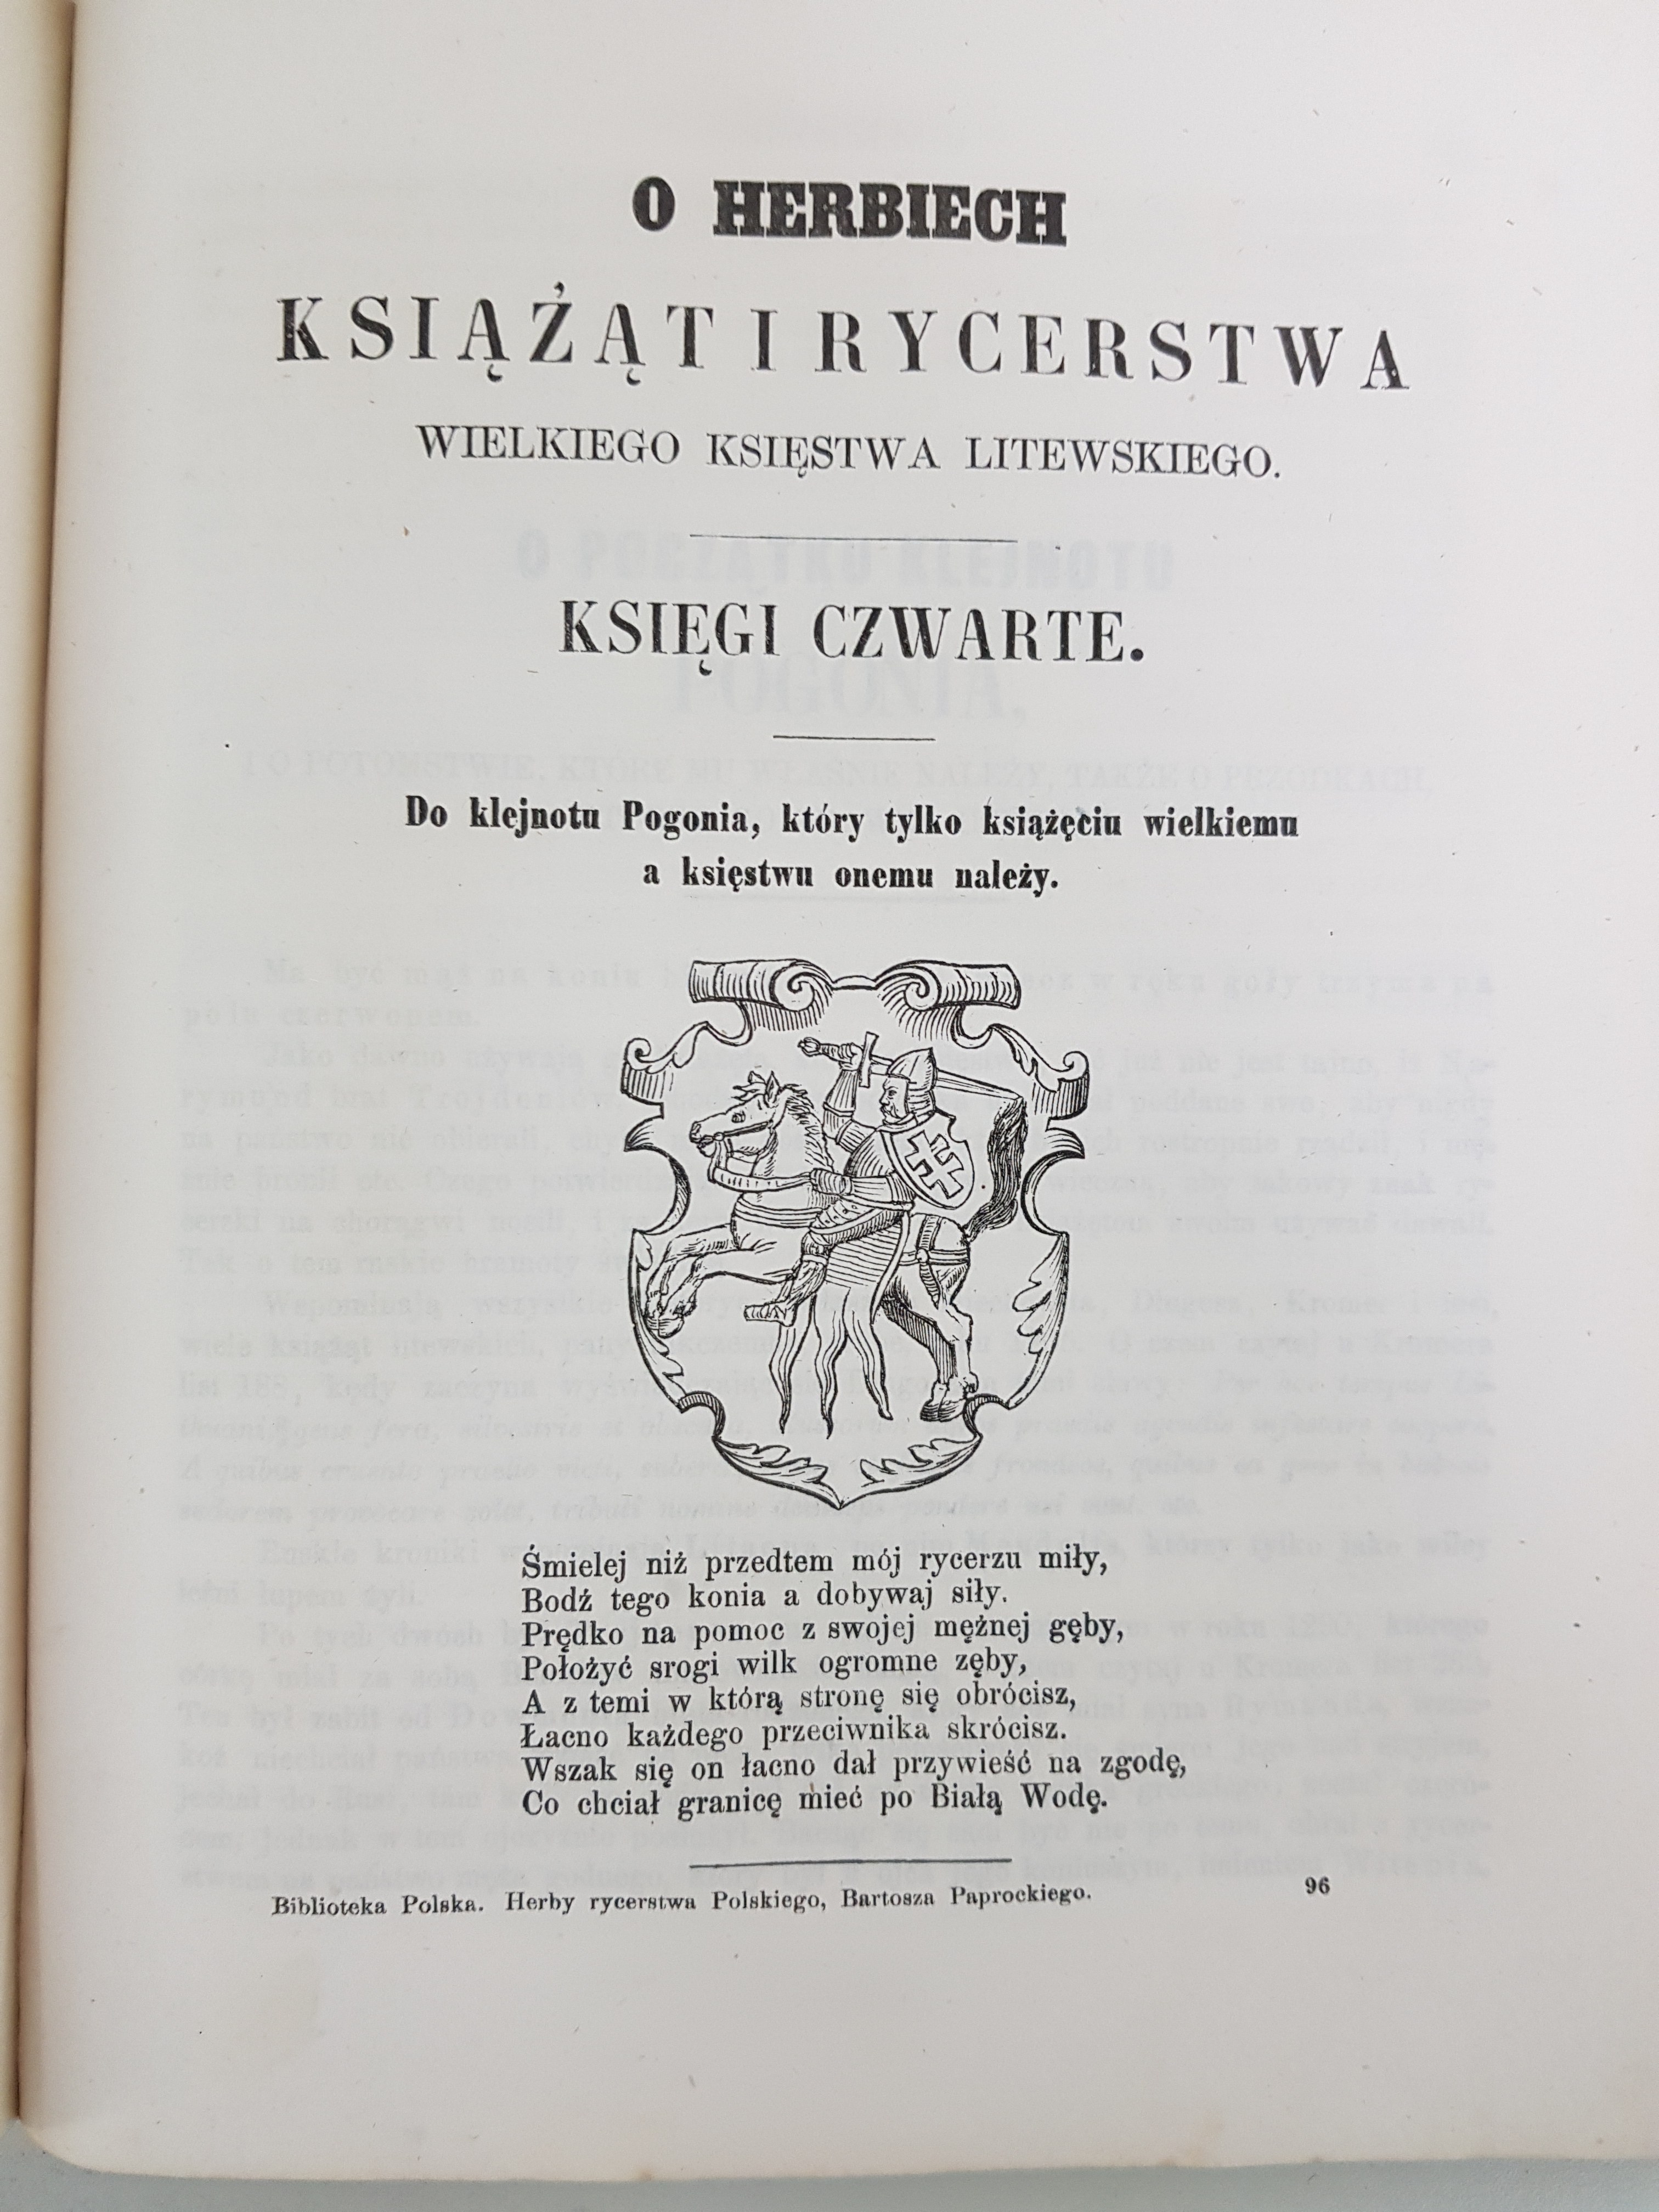 O HERBIECH
KSIĄŻĄT I RYCERSTWA
WIELKIEGO KSIĘSTWA LITEWSKIEGO.
KSIĘGI CZWARTE.
Do klejnotu Pogonia, który tylko książęciu wielkiemu
a księstwu onemu należy.
Śmielej niż przedtem mój rycerzu miły,
Bodź tego konia a dobywaj siły.
Prędko na pomoc z swojej mężnej gęby,
Położyć srogi wilk ogromne zęby,
A z temi w którą stronę się obrócisz,
Łacno każdego przeciwnika skrócisz.
Wszak się on łacno dał przywieść na zgodę,
Co chciał granicę mieć po Białą Wodę.
Biblioteka Polska. Herby rycerstwa Polskiego, Bartosza Paprockiego. 96